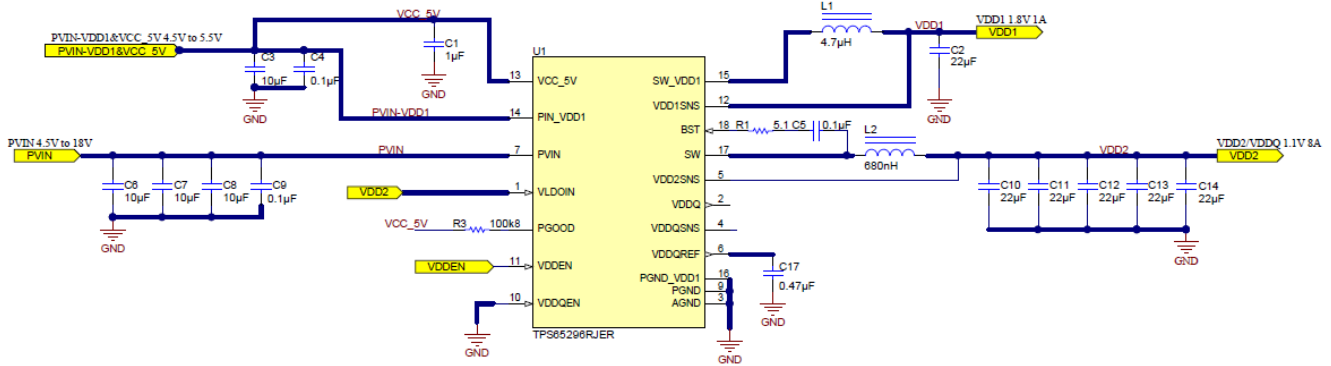 VCC_5V
PVIN-VDD1&VCC_5V 4.5V to 5.5V
PVIN-VDD1&VCC_5V
C3
10µF
C4
0.1µF
GND
C1
1µF
GND
U1
L1
4.7µH
VDD1
VDD1 1.8V 1A
VDD1
C2
22µF
GND
13 VCC_5V
SW_VDD1 15
VDD1SNS 12
PVIN-VDD1
14 PIN_VDD1
BST 18
R1 5.1 C5 0.1µF
PVIN 4.5V to 18V
PVIN
PVIN
7 PVIN
SW 17
L2
680nH
VDD2
VDD2/VDDQ 1.1V 8A
VDD2
C6
10µF
C7
10µF
C8
10µF
C9
0.1µF
GND
VDD2
1 VLDOIN
VDD2SNS 5
VDDQ 2
C10
22µF
C11
22µF
C12
22µF
C13
22µF
C14
22µF
GND
VCC_5V R3 100k
8 PGOOD
VDDQSNS 4
VDDEN
11 VDDEN
VDDQREF 6
C17
0.47µF
GND
10 VDDQEN
GND
PGND_VDD1 16
PGND 9
AGND 3
GND
TPS65296RJER